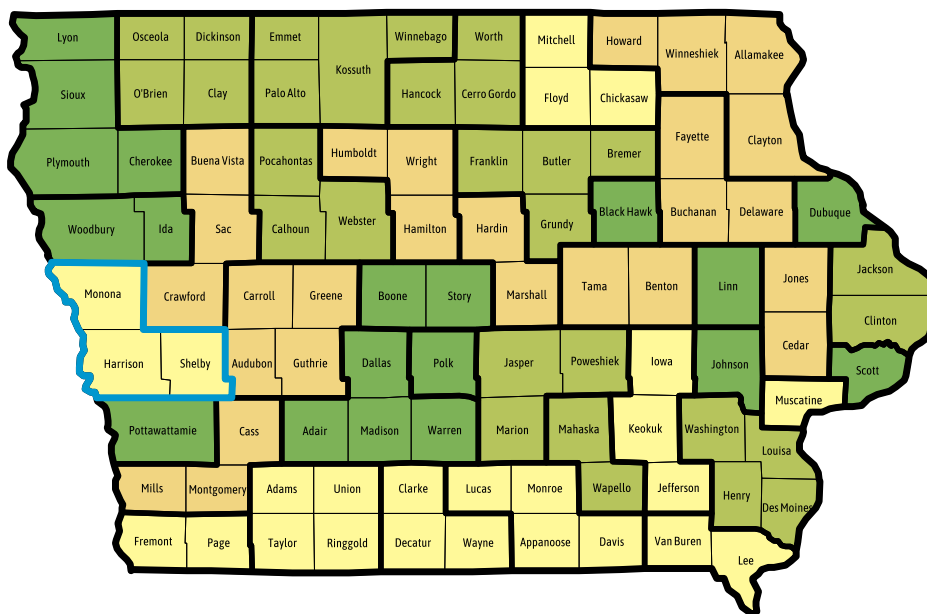 Lyon
Osceola
Dickinson
Emmet
Kossuth
Winnebago
Worth
Mitchell
Howard
Winneshiek
Allamakee
Sioux
O'Brien
Clay
Palo Alto
Hancock
Cerro Gordo
Floyd
Chickasaw
Plymouth
Cherokee
Buena Vista
Pocahontas
Humboldt
Wright
Franklin
Butler
Bremer
Fayette
Clayton
Woodbury
Ida
Sac
Calhoun
Webster
Hamilton
Hardin
Grundy
Black Hawk
Buchanan
Delaware
Dubuque
Monona
Crawford
Carroll
Greene
Boone
Story
Marshall
Tama
Benton
Linn
Jones
Jackson
Clinton
Harrison
Shelby
Audubon
Guthrie
Dallas
Polk
Jasper
Poweshiek
Iowa
Johnson
Cedar
Scott
Muscatine
Pottawattamie
Cass
Adair
Madison
Warren
Marion
Mahaska
Keokuk
Washington
Louisa
Mills
Montgomery
Adams
Union
Clarke
Lucas
Monroe
Wapello
Jefferson
Henry
Des Moines
Fremont
Page
Taylor
Ringgold
Decatur
Wayne
Appanoose
Davis
Van Buren
Lee